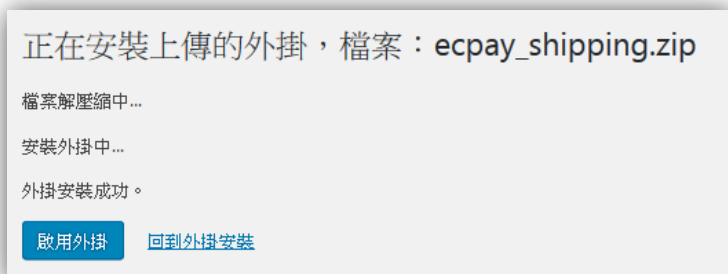 正在安裝上傳的外掛，檔案：ecpay_shipping.zip
檔案解壓縮中…
安裝外掛中…
外掛安裝成功。
啟用外掛 回到外掛安裝